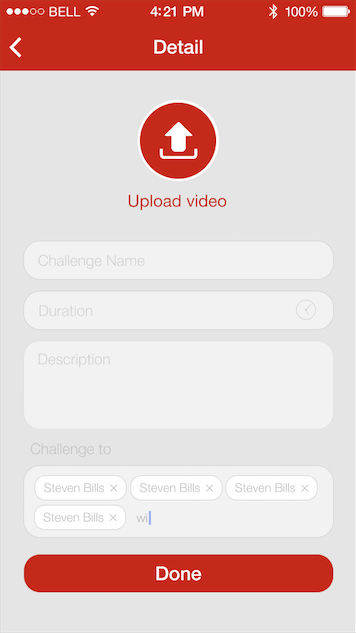 BELL 4:21 PM 100%
Detail
Upload video
Challenge Name
Duration
Description
Challenge to
Steven Bills × Steven Bills × Steven Bills ×
Steven Bills × wi
Done